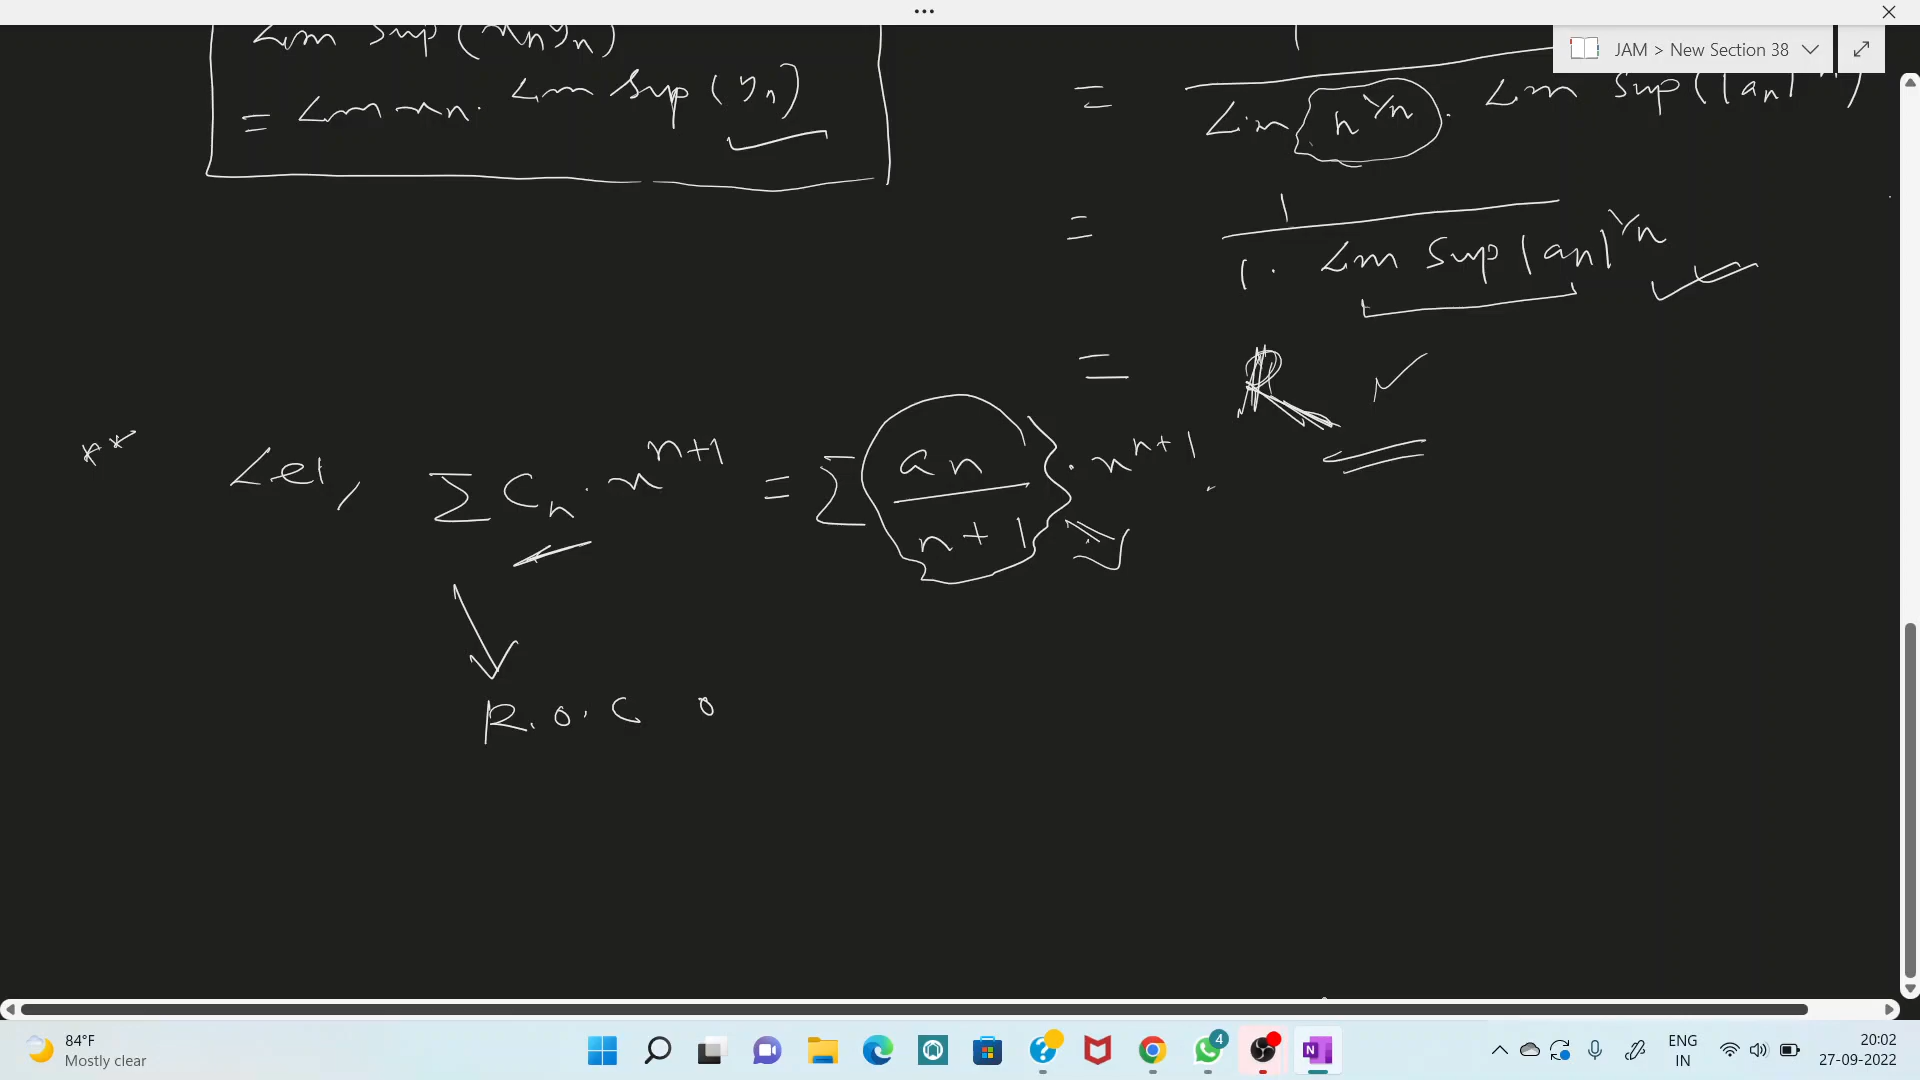 JAM > New Section 38
Lim Sup (xₙyₙ)
= Lim xₙ · Lim Sup (yₙ)
= 1 / Lim n^{1/n} · Lim Sup (|aₙ|
= 1 / 1 · Lim Sup |aₙ|^{1/n}
= R
** Let, ∑ Cₙ · x^{n+1} = ∑ { aₙ / n+1 } · x^{n+1}
R.O.C O
84°F
Mostly clear
4
ENG
IN
20:02
27-09-2022